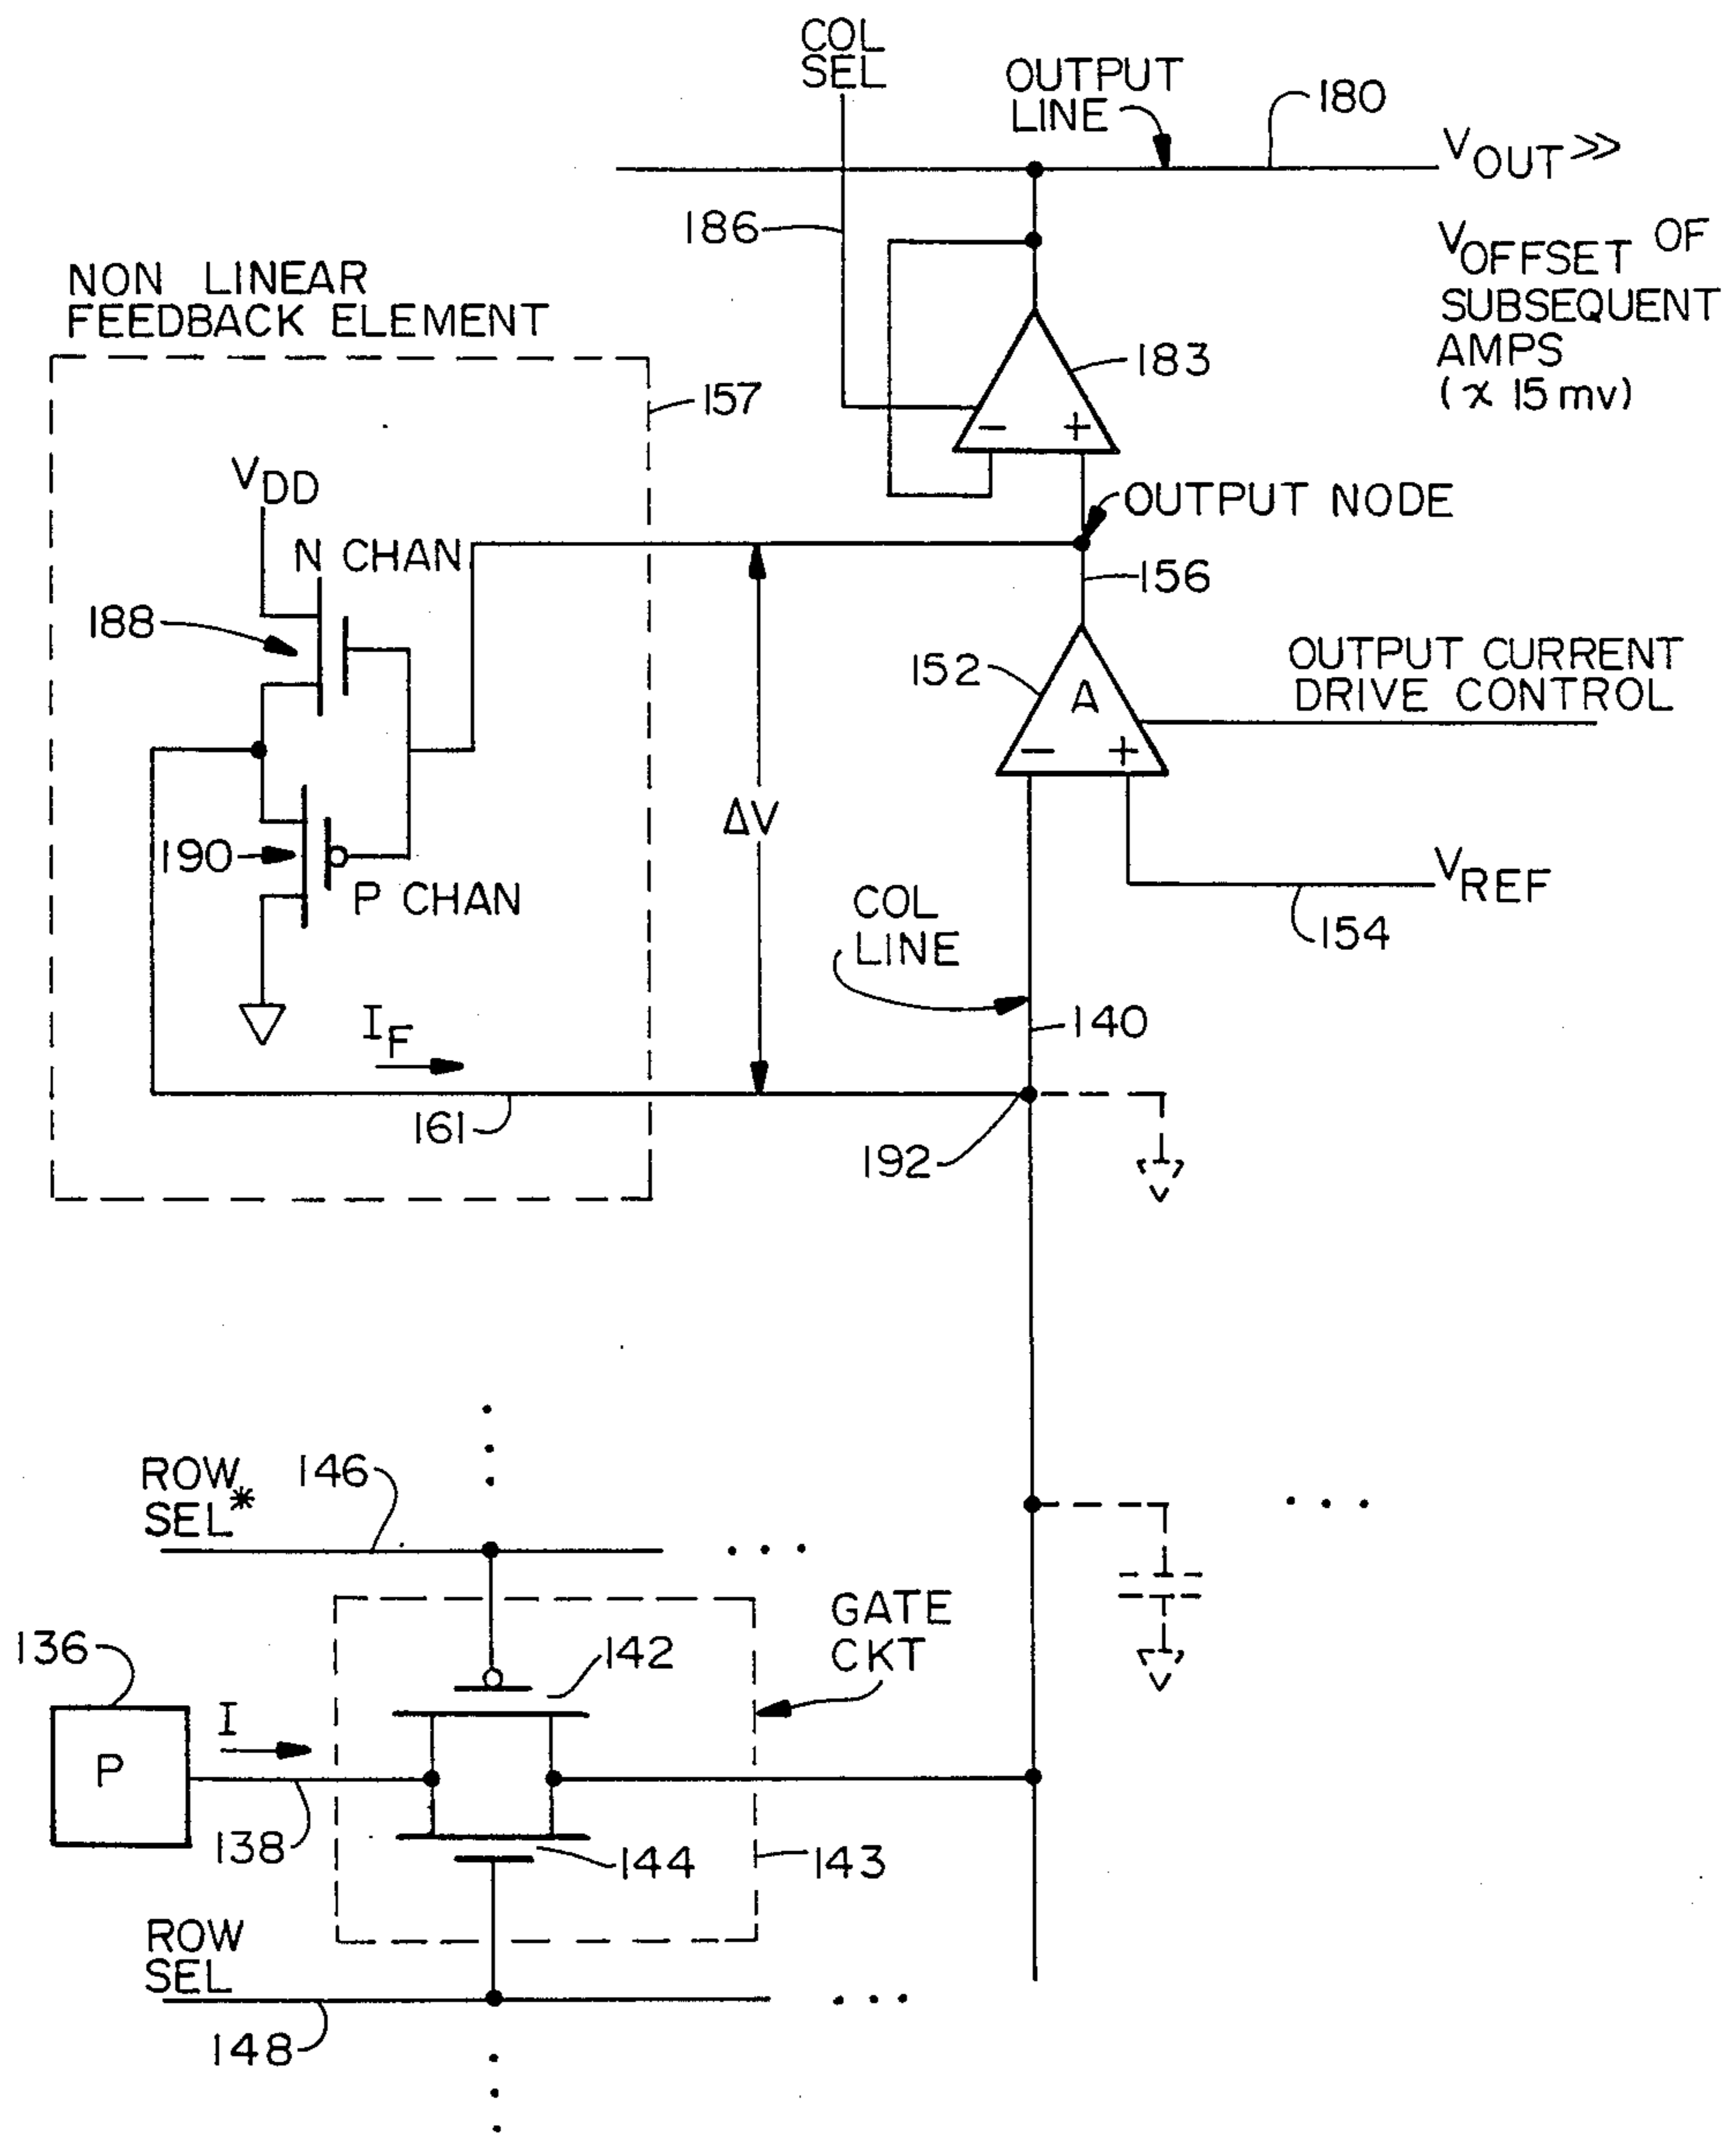 COL
SEL
OUTPUT
LINE
180
VOUT >>
186
VOFFSET OF
SUBSEQUENT
AMPS
(≈ 15 mv)
NON LINEAR
FEEDBACK ELEMENT
183
157
− +
VDD
OUTPUT NODE
N CHAN
156
188
152
A
OUTPUT CURRENT
DRIVE CONTROL
− +
ΔV
190
P CHAN
VREF
154
COL
LINE
IF
140
161
192
ROW
SEL*
146
GATE
CKT
136
142
I
P
138
144
143
ROW
SEL
148